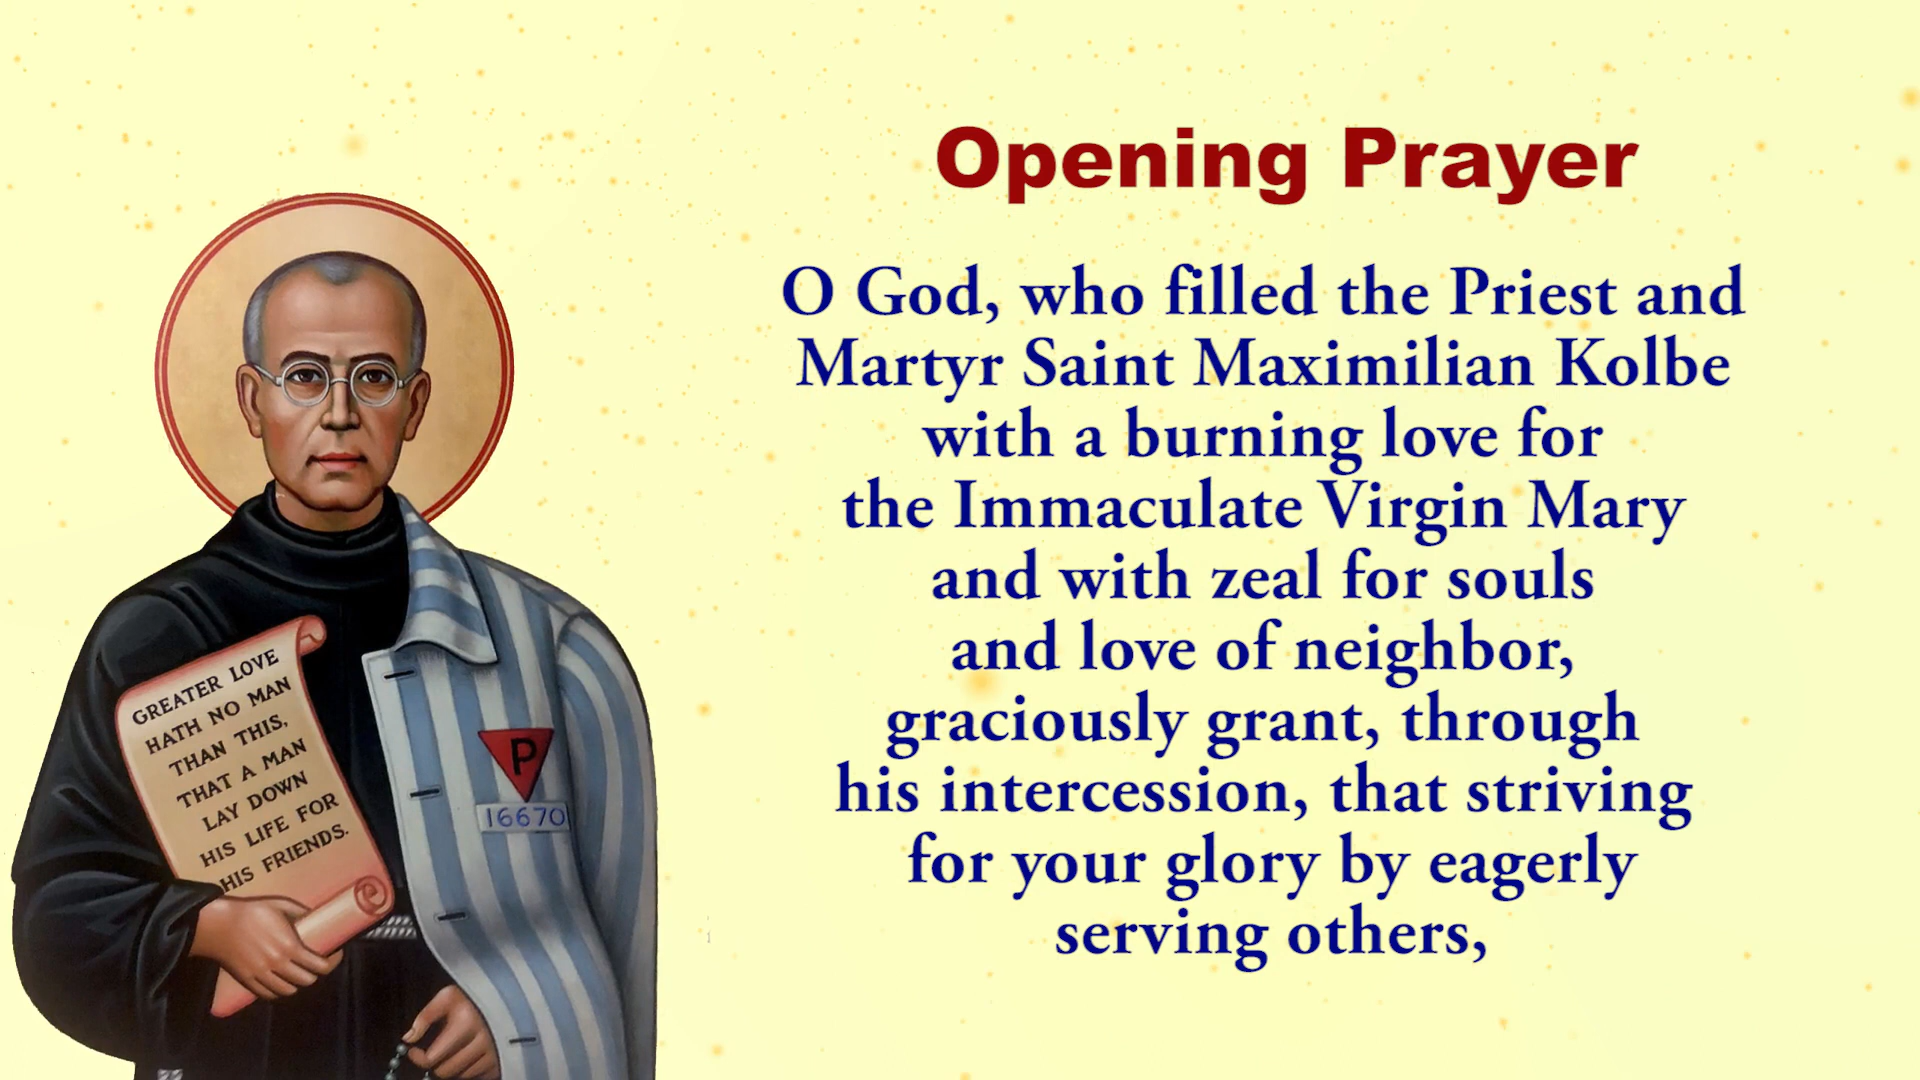 Opening Prayer
O God, who filled the Priest and
Martyr Saint Maximilian Kolbe
with a burning love for
the Immaculate Virgin Mary
and with zeal for souls
and love of neighbor,
graciously grant, through
his intercession, that striving
for your glory by eagerly
serving others,
GREATER LOVE
HATH NO MAN
THAN THIS,
THAT A MAN
LAY DOWN
HIS LIFE FOR
HIS FRIENDS.
P
16670